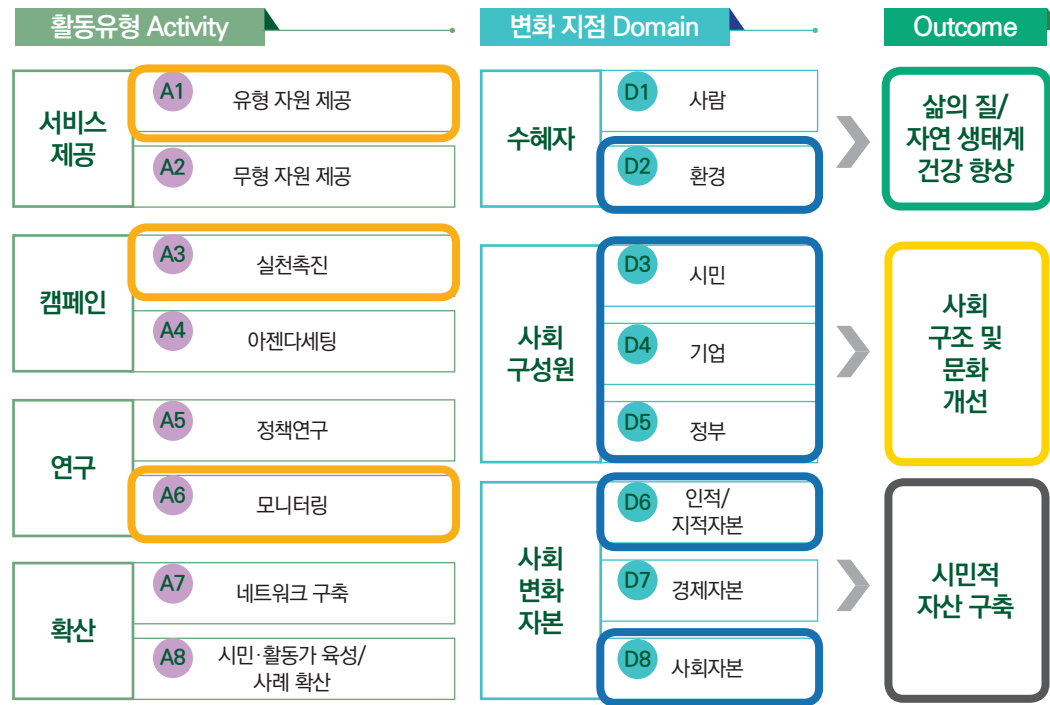 활동유형 Activity
변화 지점 Domain
Outcome
서비스
제공
A1
유형 자원 제공
A2
무형 자원 제공
캠페인
A3
실천촉진
A4
아젠다세팅
연구
A5
정책연구
A6
모니터링
확산
A7
네트워크 구축
A8
시민·활동가 육성/
사례 확산
수혜자
D1
사람
D2
환경
사회
구성원
D3
시민
D4
기업
D5
정부
사회
변화
자본
D6
인적/
지적자본
D7
경제자본
D8
사회자본
삶의 질/
자연 생태계
건강 향상
사회
구조 및
문화
개선
시민적
자산 구축